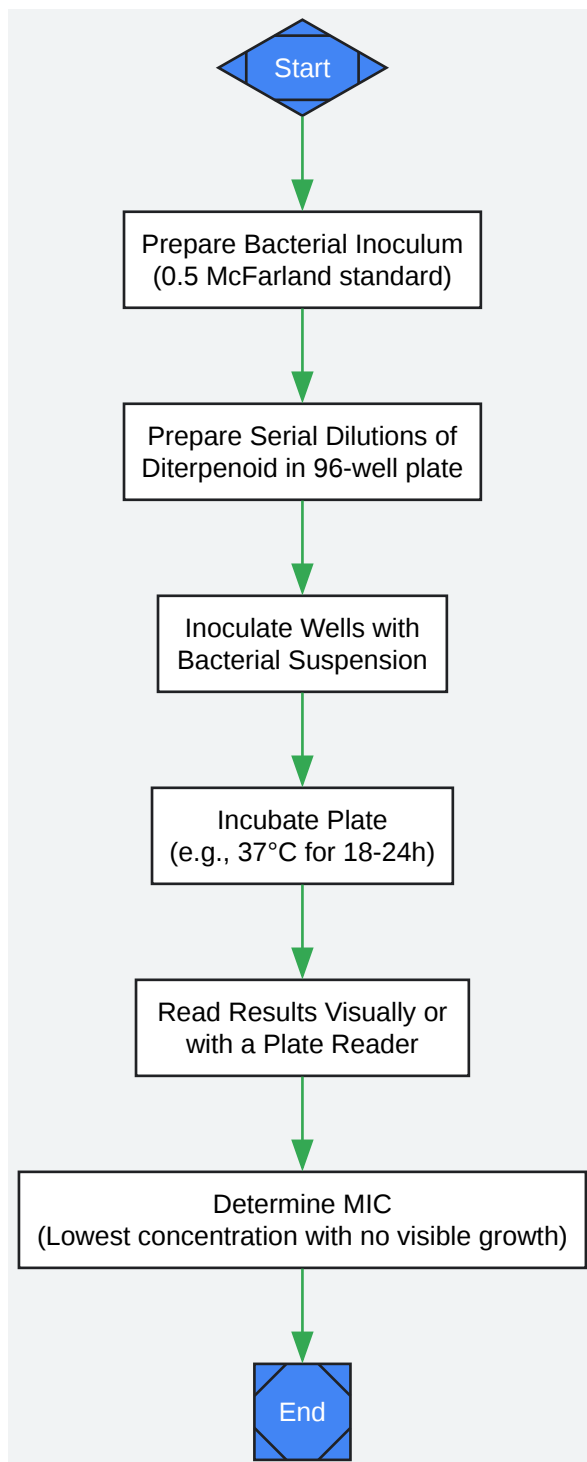 Start
Prepare Bacterial Inoculum
(0.5 McFarland standard)
Prepare Serial Dilutions of
Diterpenoid in 96-well plate
Inoculate Wells with
Bacterial Suspension
Incubate Plate
(e.g., 37°C for 18-24h)
Read Results Visually or
with a Plate Reader
Determine MIC
(Lowest concentration with no visible growth)
End